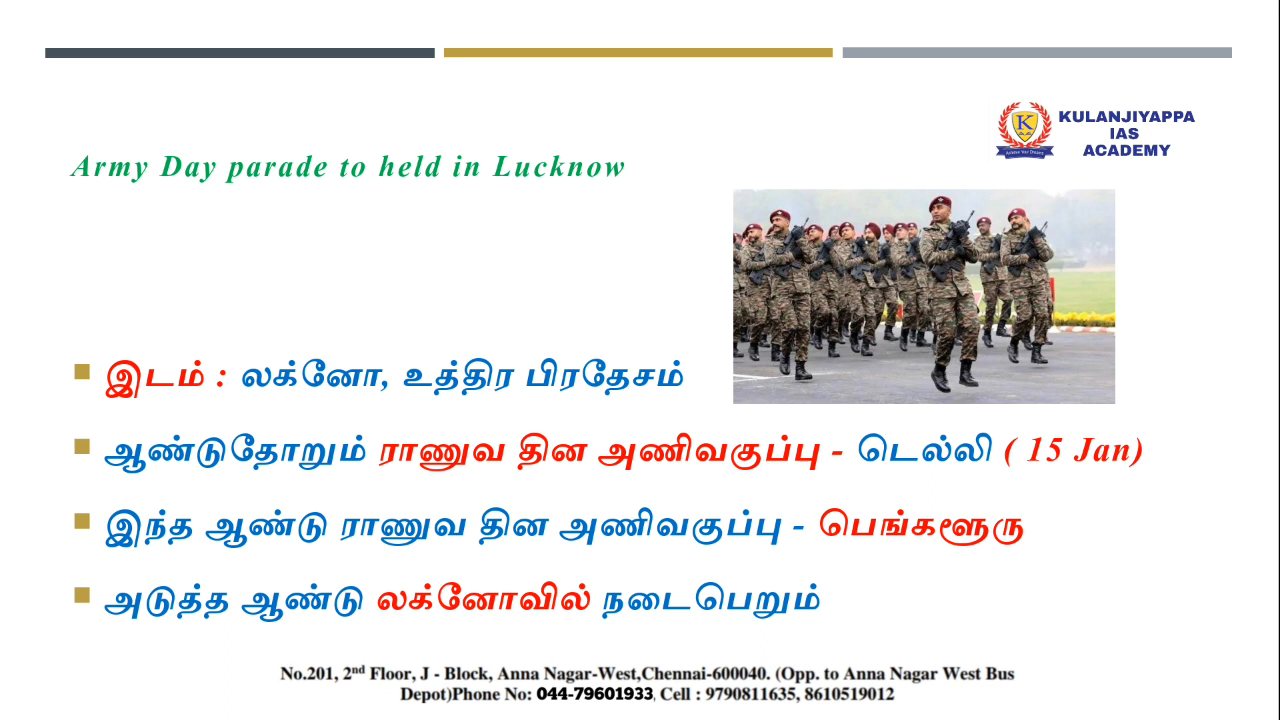 KULANJIYAPPA
IAS
ACADEMY
Army Day parade to held in Lucknow
இடம் : லக்னோ, உத்திர பிரதேசம்
ஆண்டுதோறும் ராணுவ தின அணிவகுப்பு - டெல்லி ( 15 Jan)
இந்த ஆண்டு ராணுவ தின அணிவகுப்பு - பெங்களூரு
அடுத்த ஆண்டு லக்னோவில் நடைபெறும்
No.201, 2nd Floor, J - Block, Anna Nagar-West,Chennai-600040. (Opp. to Anna Nagar West Bus
Depot)Phone No: 044-79601933, Cell : 9790811635, 8610519012